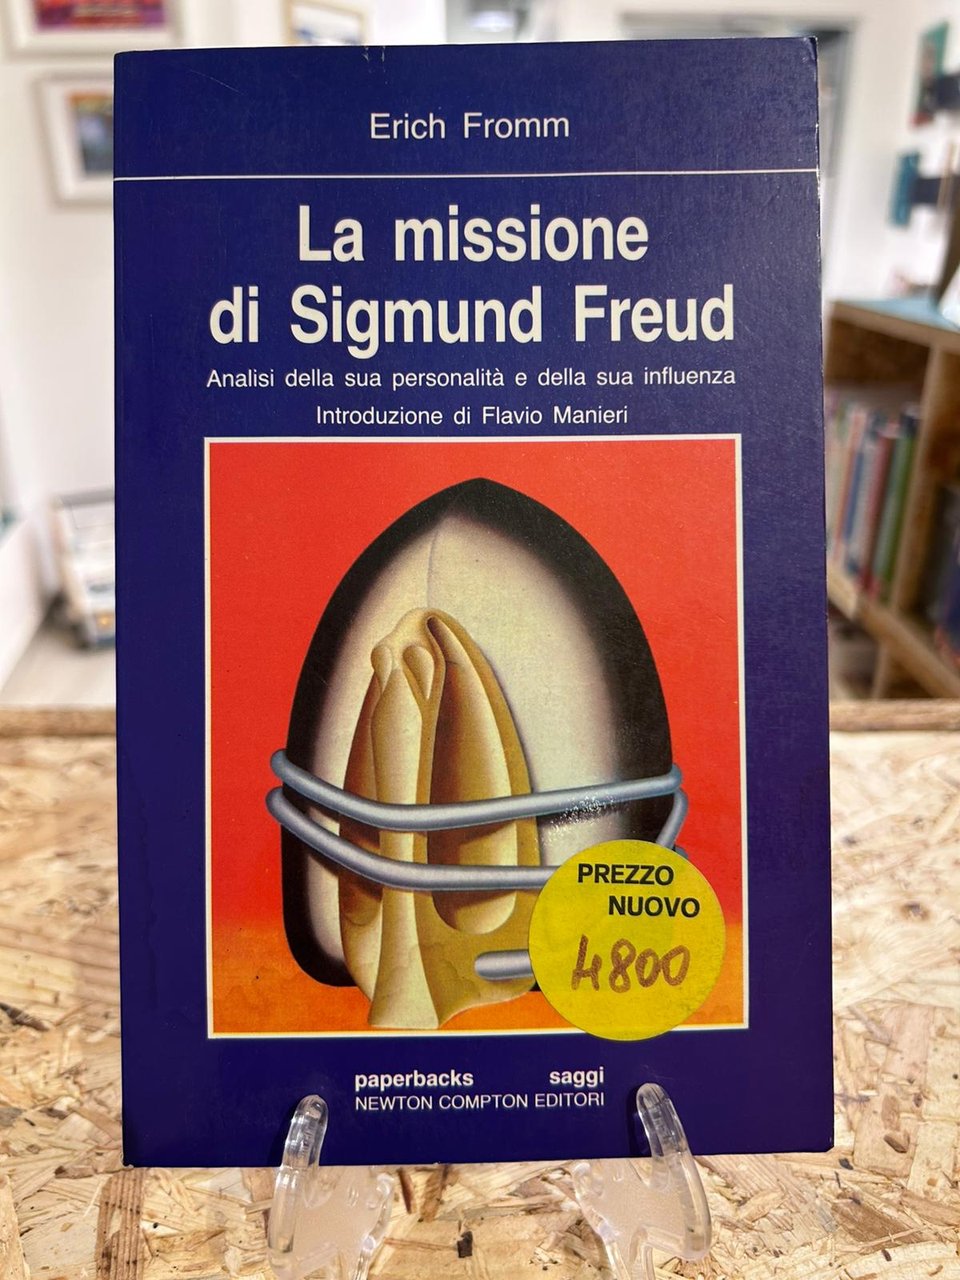 Erich Fromm
La missione
di Sigmund Freud
Analisi della sua personalità e della sua influenza
Introduzione di Flavio Manieri
PREZZO
NUOVO
4800
paperbacks saggi
NEWTON COMPTON EDITORI